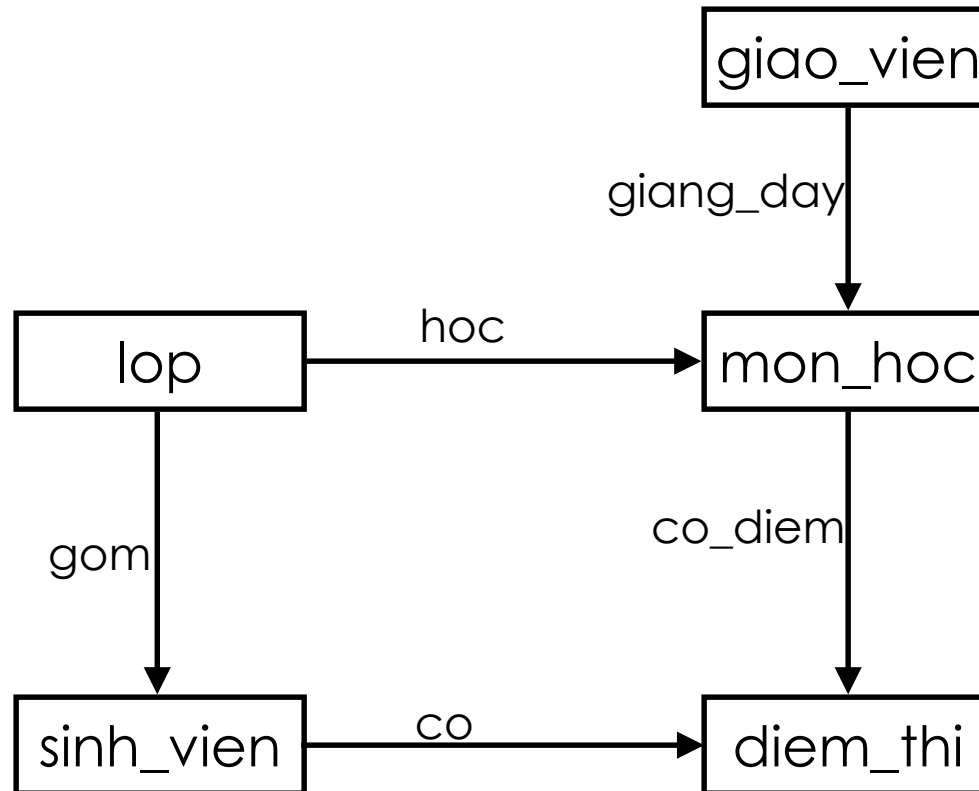 giao_vien
giang_day
hoc
lop
mon_hoc
gom
co_diem
sinh_vien
co
diem_thi